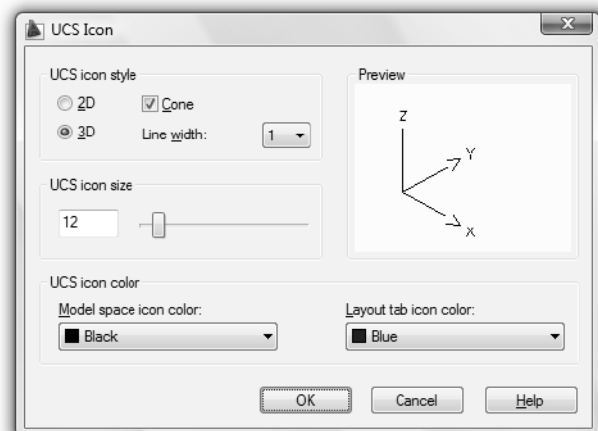 UCS Icon
UCS icon style
2D
Cone
3D
Line width:
1
UCS icon size
12
Preview
Z
Y
X
UCS icon color
Model space icon color:
Black
Layout tab icon color:
Blue
OK
Cancel
Help